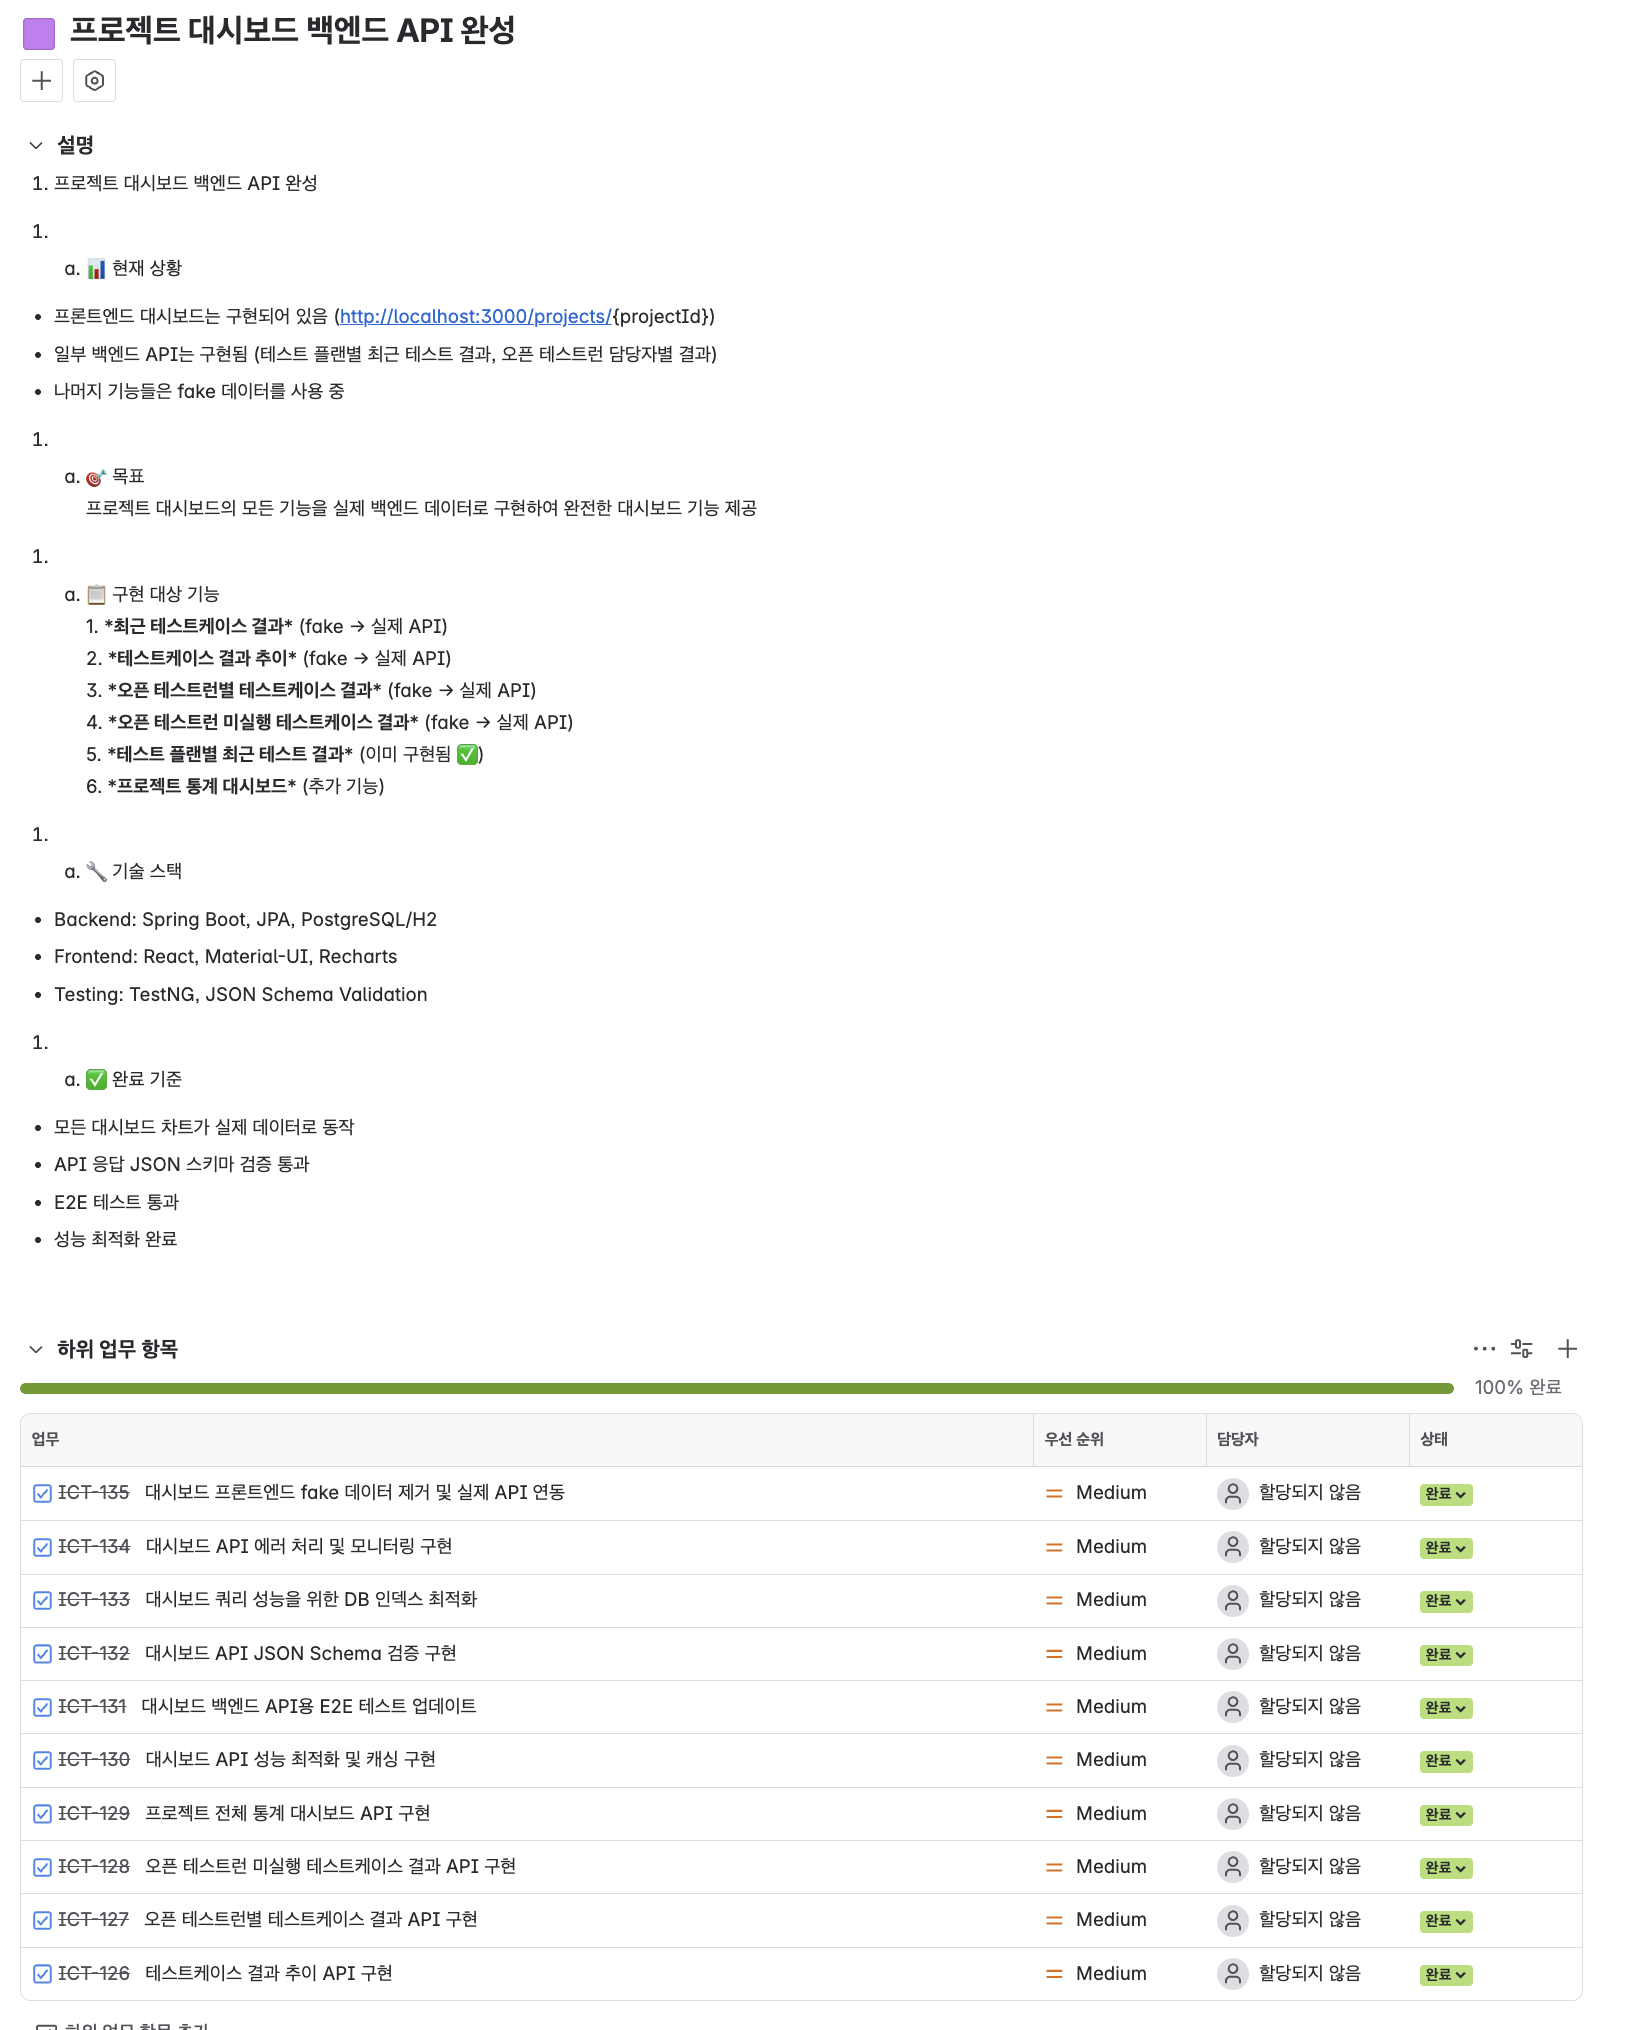 프로젝트 대시보드 백엔드 API 완성
설명
1. 프로젝트 대시보드 백엔드 API 완성
1.
a. 📊 현재 상황
• 프론트엔드 대시보드는 구현되어 있음 (http://localhost:3000/projects/{projectId})
• 일부 백엔드 API는 구현됨 (테스트 플랜별 최근 테스트 결과, 오픈 테스트런 담당자별 결과)
• 나머지 기능들은 fake 데이터를 사용 중
1.
a. 🎯 목표
프로젝트 대시보드의 모든 기능을 실제 백엔드 데이터로 구현하여 완전한 대시보드 기능 제공
1.
a. 📋 구현 대상 기능
1. *최근 테스트케이스 결과* (fake → 실제 API)
2. *테스트케이스 결과 추이* (fake → 실제 API)
3. *오픈 테스트런별 테스트케이스 결과* (fake → 실제 API)
4. *오픈 테스트런 미실행 테스트케이스 결과* (fake → 실제 API)
5. *테스트 플랜별 최근 테스트 결과* (이미 구현됨 ✅)
6. *프로젝트 통계 대시보드* (추가 기능)
1.
a. 🔧 기술 스택
• Backend: Spring Boot, JPA, PostgreSQL/H2
• Frontend: React, Material-UI, Recharts
• Testing: TestNG, JSON Schema Validation
1.
a. ✅ 완료 기준
• 모든 대시보드 차트가 실제 데이터로 동작
• API 응답 JSON 스키마 검증 통과
• E2E 테스트 통과
• 성능 최적화 완료
하위 업무 항목
100% 완료
업무 우선 순위 담당자 상태
ICT-135 대시보드 프론트엔드 fake 데이터 제거 및 실제 API 연동 Medium 할당되지 않음 완료
ICT-134 대시보드 API 에러 처리 및 모니터링 구현 Medium 할당되지 않음 완료
ICT-133 대시보드 쿼리 성능을 위한 DB 인덱스 최적화 Medium 할당되지 않음 완료
ICT-132 대시보드 API JSON Schema 검증 구현 Medium 할당되지 않음 완료
ICT-131 대시보드 백엔드 API용 E2E 테스트 업데이트 Medium 할당되지 않음 완료
ICT-130 대시보드 API 성능 최적화 및 캐싱 구현 Medium 할당되지 않음 완료
ICT-129 프로젝트 전체 통계 대시보드 API 구현 Medium 할당되지 않음 완료
ICT-128 오픈 테스트런 미실행 테스트케이스 결과 API 구현 Medium 할당되지 않음 완료
ICT-127 오픈 테스트런별 테스트케이스 결과 API 구현 Medium 할당되지 않음 완료
ICT-126 테스트케이스 결과 추이 API 구현 Medium 할당되지 않음 완료